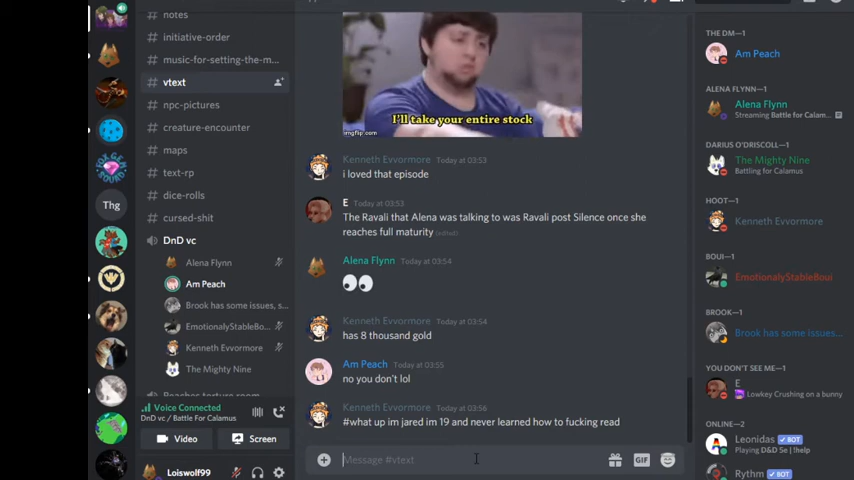 notes
initiative-order
music-for-setting-the-m...
vtext
npc-pictures
creature-encounter
maps
text-rp
dice-rolls
cursed-shit
DnD vc
Alena Flynn
Am Peach
Brook has some issues, s...
EmotionalyStableBo...
Kenneth Evvormore
The Mighty Nine
Voice Connected
DnD vc / Battle For Calamus
Video
Screen
Loiswolf99
Thg
I'll take your entire stock
imgflip.com
Kenneth Evvormore Today at 03:53
i loved that episode
E Today at 03:53
The Ravali that Alena was talking to was Ravali post Silence once she
reaches full maturity (edited)
Alena Flynn Today at 03:54
👀
Kenneth Evvormore Today at 03:54
has 8 thousand gold
Am Peach Today at 03:55
no you don't lol
Kenneth Evvormore Today at 03:56
#what up im jared im 19 and never learned how to fucking read
Message #vtext
GIF
THE DM—1
Am Peach
ALENA FLYNN—1
Alena Flynn
Streaming Battle for Calam...
DARIUS O'DRISCOLL—1
The Mighty Nine
Battling for Calamus
HOOT—1
Kenneth Evvormore
BOUI—1
EmotionalyStableBoui
BROOK—1
Brook has some issues...
YOU DON'T SEE ME—1
E
Lowkey Crushing on a bunny
ONLINE—2
Leonidas BOT
Playing D&D 5e | !help
Rythm BOT